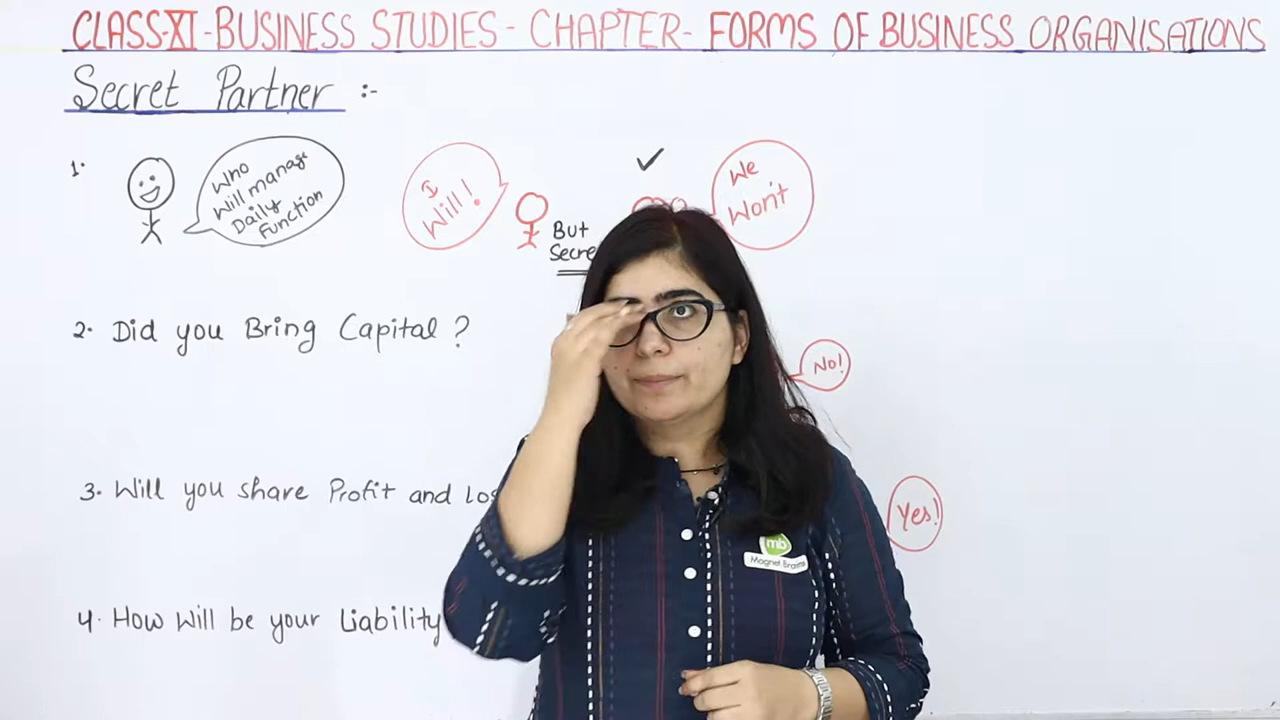 CLASS-XI-BUSINESS STUDIES - CHAPTER- FORMS OF BUSINESS ORGANISATIONS
Secret Partner :-
1.
Who
Will manage
Daily
Function
I
Will!
But
We
Won't
2. Did you Bring Capital ?
No!
3. Will you share Profit and
Yes!
4. How Will be your Liability
mb
Magnet Brains